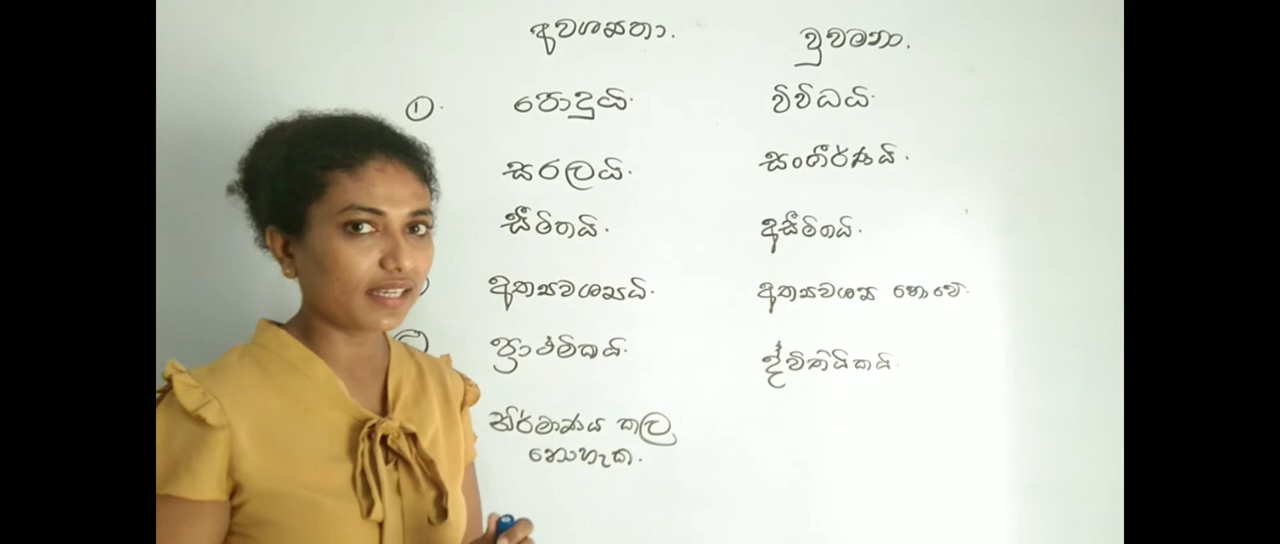 අවශ්‍යතා. වුවමනා.
① . පොදුයි. විවිධයි.
සරලයි. සංකීර්ණයි.
සීමිතයි. අසීමිතයි.
අත්‍යවශ්‍යයි. අත්‍යවශ්‍ය නොවේ.
ප්‍රාථමිකයි. ද්විතියිකයි.
නිර්මාණය කල
නොහැක.